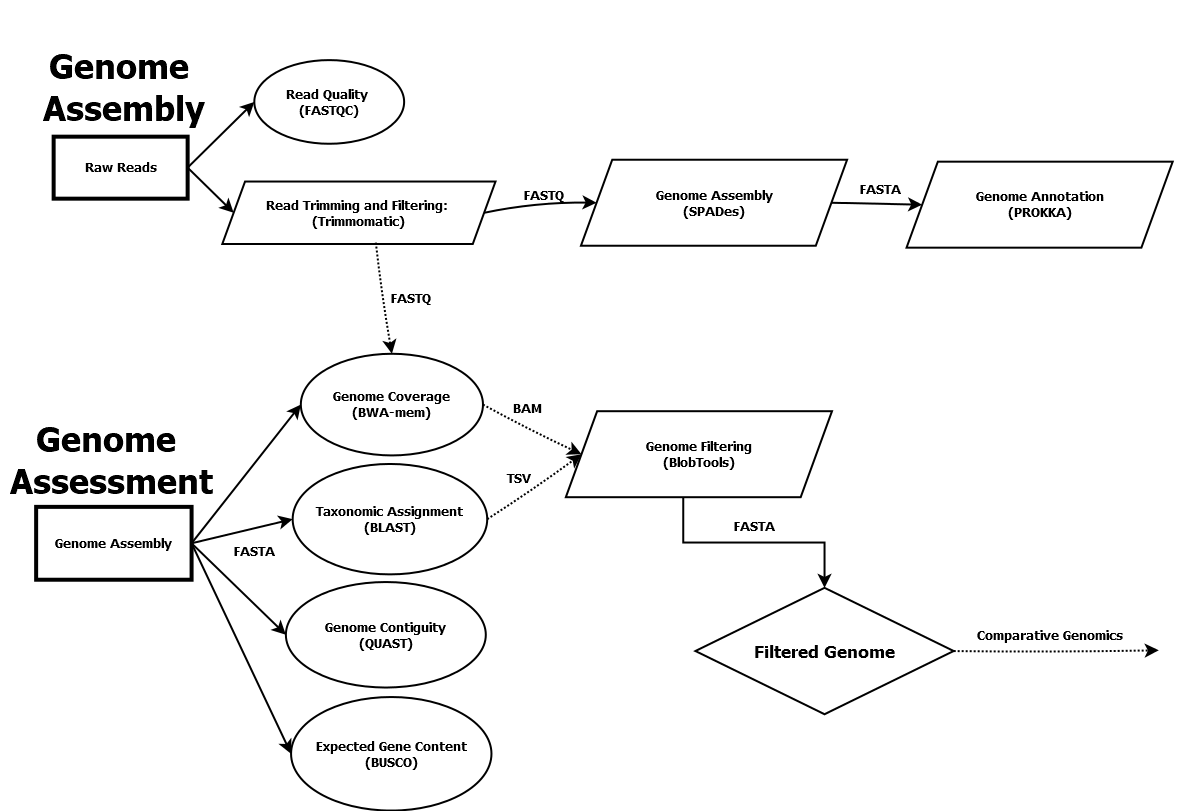 Genome
Assembly
Read Quality
(FASTQC)
Raw Reads
Read Trimming and Filtering:
(Trimmomatic)
FASTQ
Genome Assembly
(SPADes)
FASTA
Genome Annotation
(PROKKA)
FASTQ
Genome Coverage
(BWA-mem)
BAM
Genome
Assessment
Genome Filtering
(BlobTools)
TSV
Taxonomic Assignment
(BLAST)
Genome Assembly
FASTA
FASTA
Genome Contiguity
(QUAST)
Filtered Genome
Comparative Genomics
Expected Gene Content
(BUSCO)